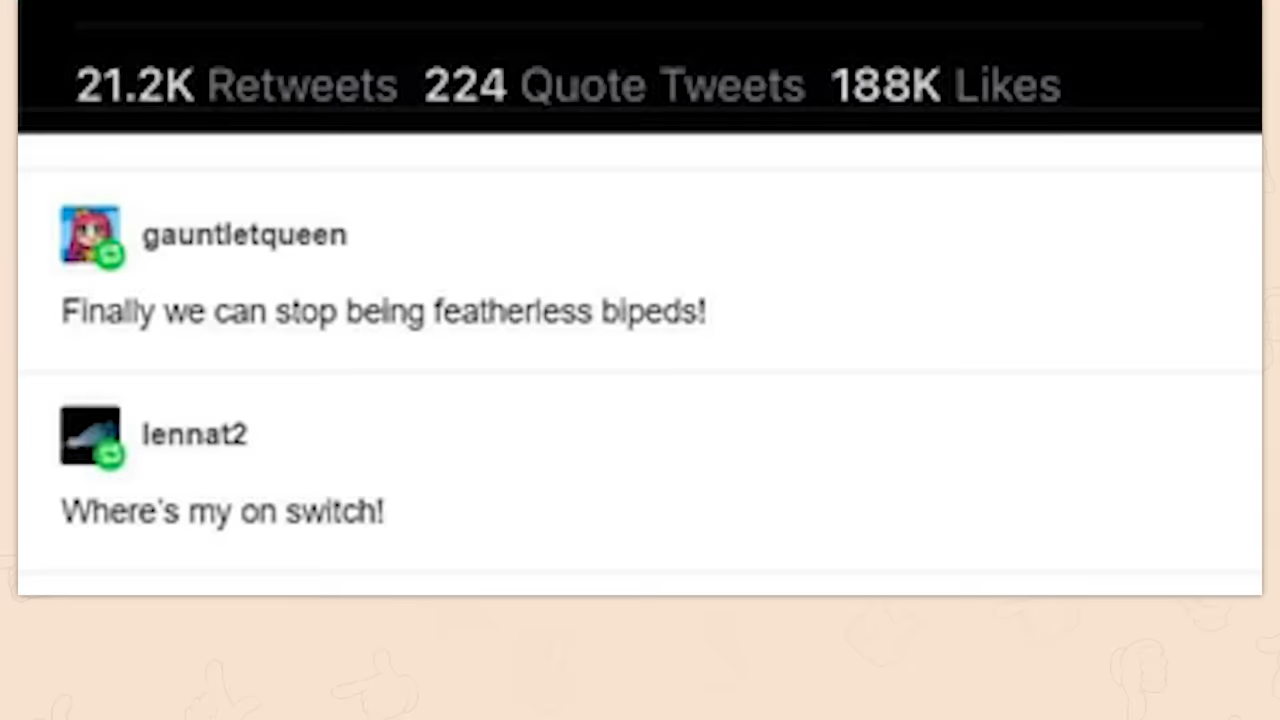 21.2K Retweets 224 Quote Tweets 188K Likes
gauntletqueen
Finally we can stop being featherless bipeds!
lennat2
Where's my on switch!